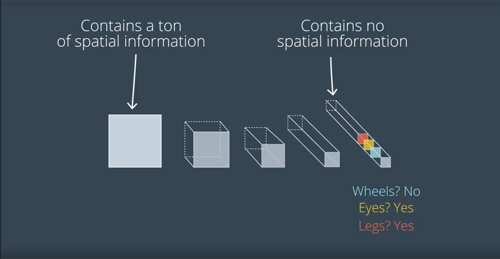 Contains a ton
of spatial information
Contains no
spatial information
Wheels? No
Eyes? Yes
Legs? Yes